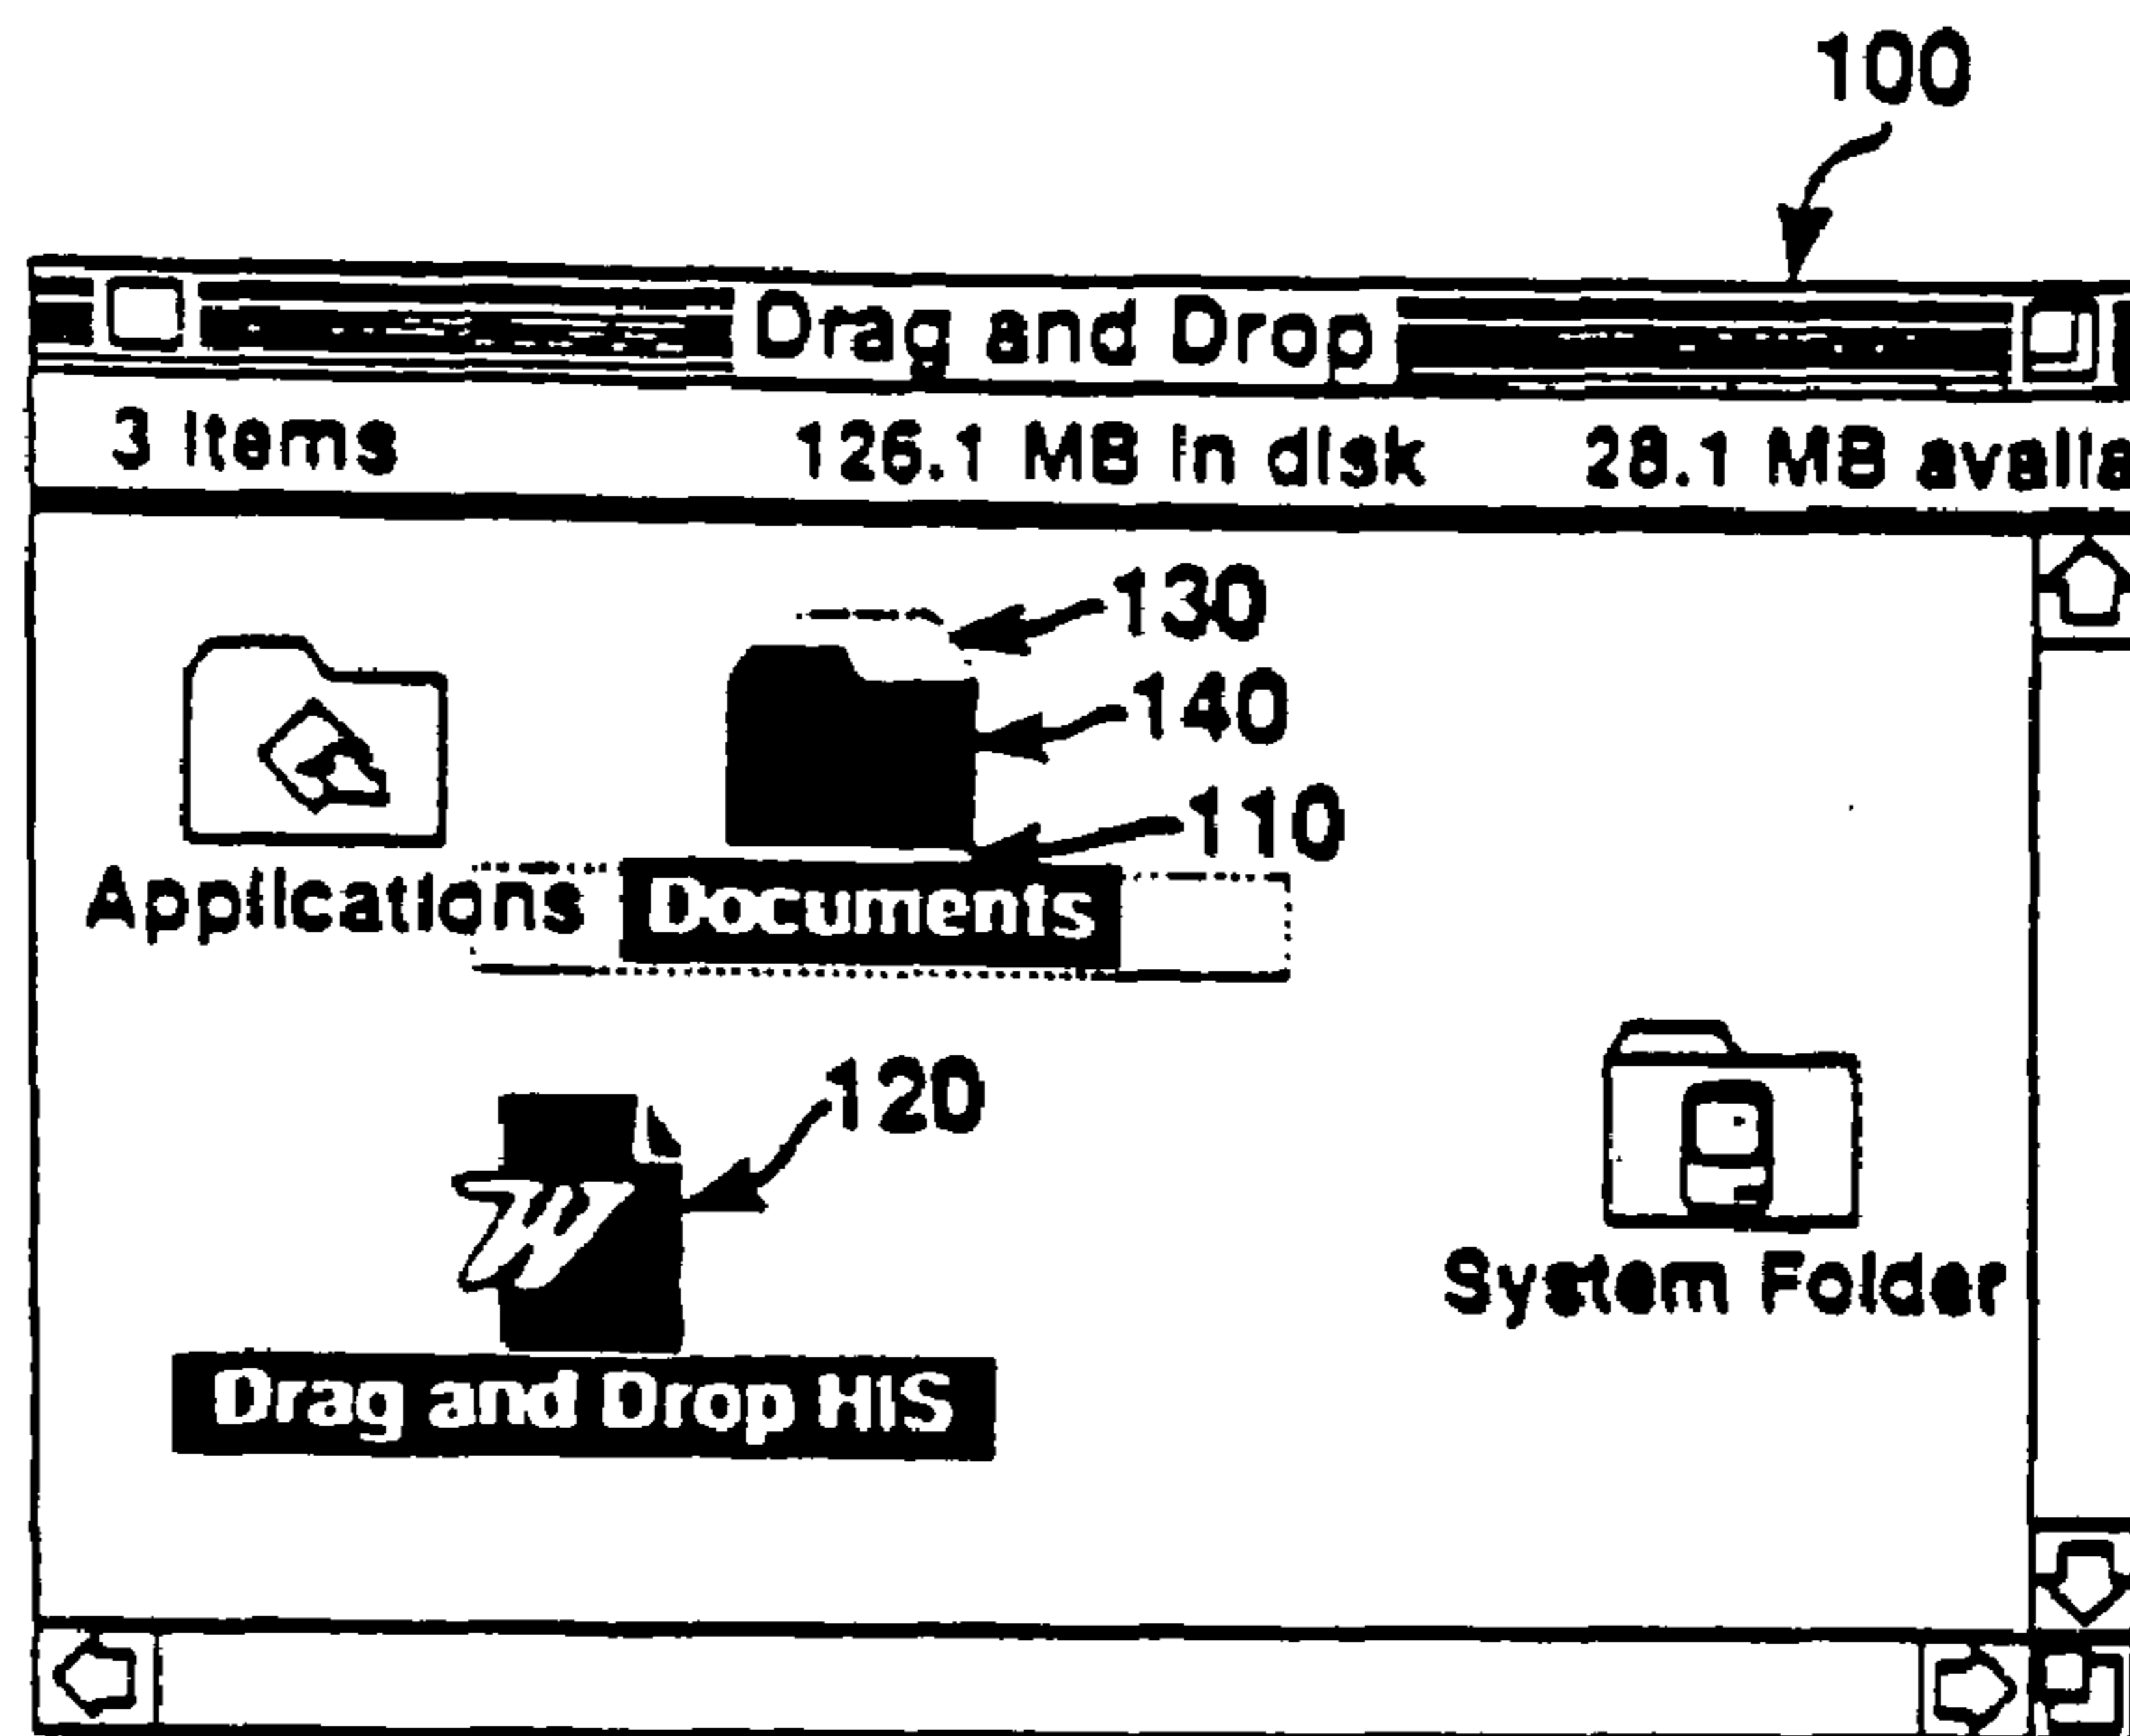 100
Drag and Drop
3 items 126.1 MB in disk 28.1 MB availa
130
140
110
Applications Documents
120
System Folder
Drag and Drop HIS